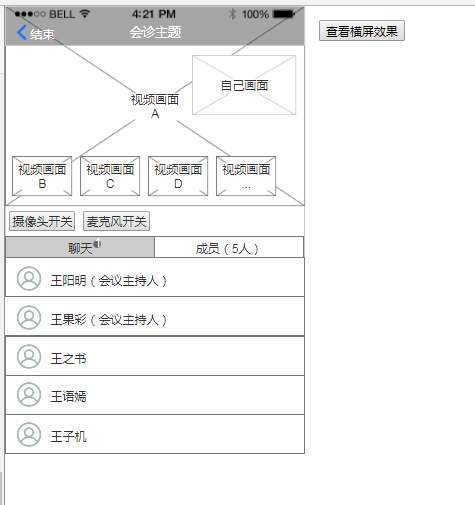 BELL 4:21 PM 100%
结束 会诊主题
查看横屏效果
自己画面
视频画面
A
视频画面
B
视频画面
C
视频画面
D
视频画面
...
摄像头开关 麦克风开关
聊天 成员（5人）
王阳明（会议主持人）
王果彩（会议主持人）
王之书
王语嫣
王子机